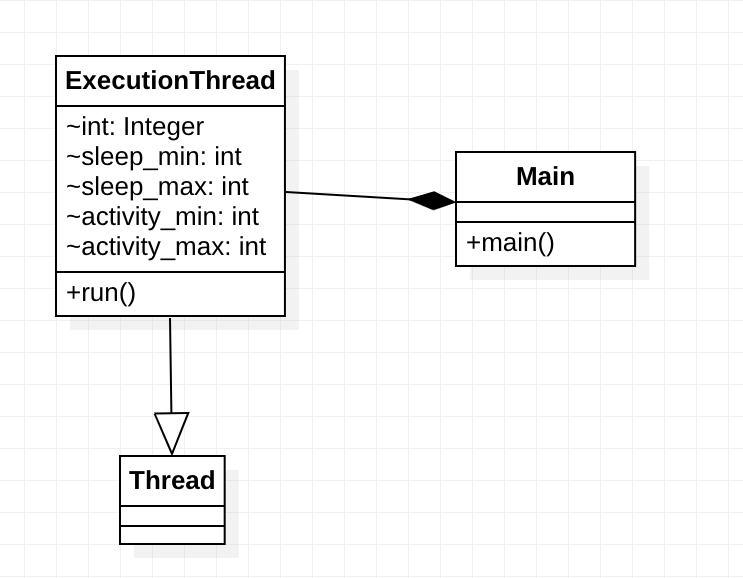 ExecutionThread
~int: Integer
~sleep_min: int
~sleep_max: int
~activity_min: int
~activity_max: int
+run()
Main
+main()
Thread